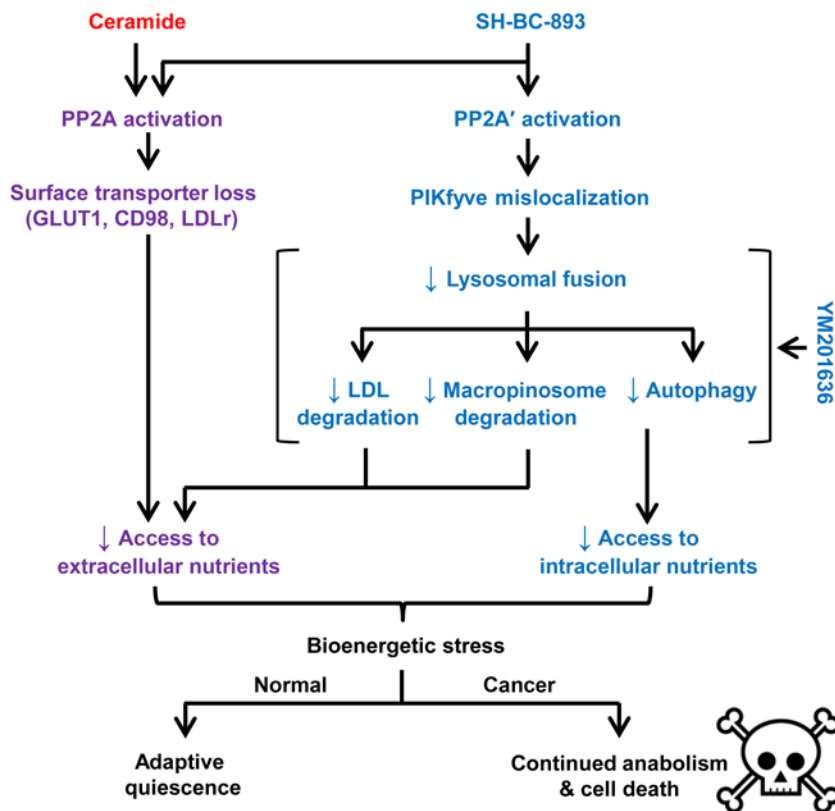 Ceramide
SH-BC-893
PP2A activation
PP2A′ activation
Surface transporter loss
(GLUT1, CD98, LDLr)
PIKfyve mislocalization
↓ Lysosomal fusion
YM201636
↓ LDL
degradation
↓ Macropinosome
degradation
↓ Autophagy
↓ Access to
extracellular nutrients
↓ Access to
intracellular nutrients
Bioenergetic stress
Normal
Cancer
Adaptive
quiescence
Continued anabolism
& cell death